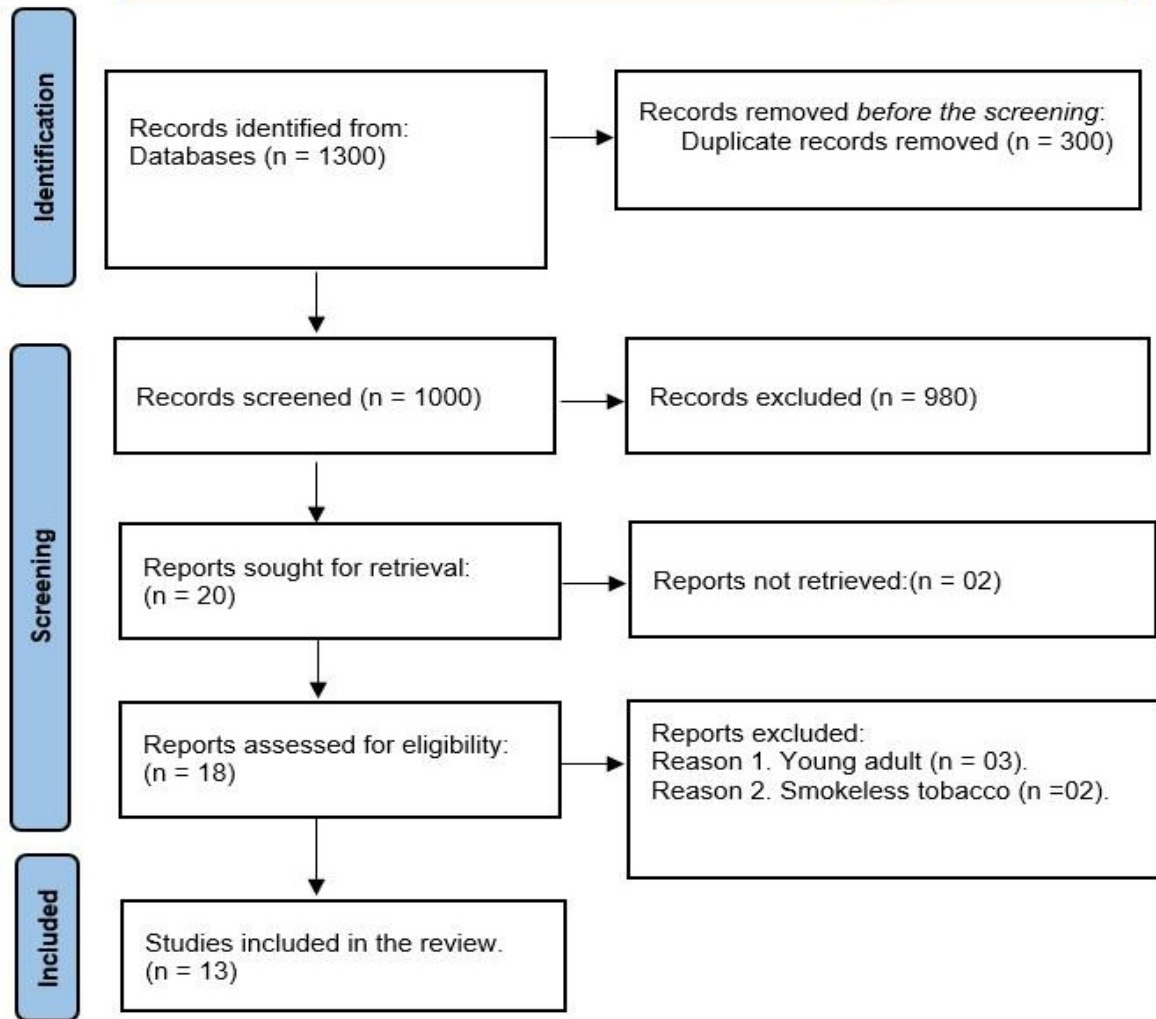 Identification
Records identified from:
Databases (n = 1300)
Records removed before the screening:
Duplicate records removed (n = 300)
Screening
Records screened (n = 1000)
Records excluded (n = 980)
Reports sought for retrieval:
(n = 20)
Reports not retrieved:(n = 02)
Reports assessed for eligibility:
(n = 18)
Reports excluded:
Reason 1. Young adult (n = 03).
Reason 2. Smokeless tobacco (n =02).
Included
Studies included in the review.
(n = 13)